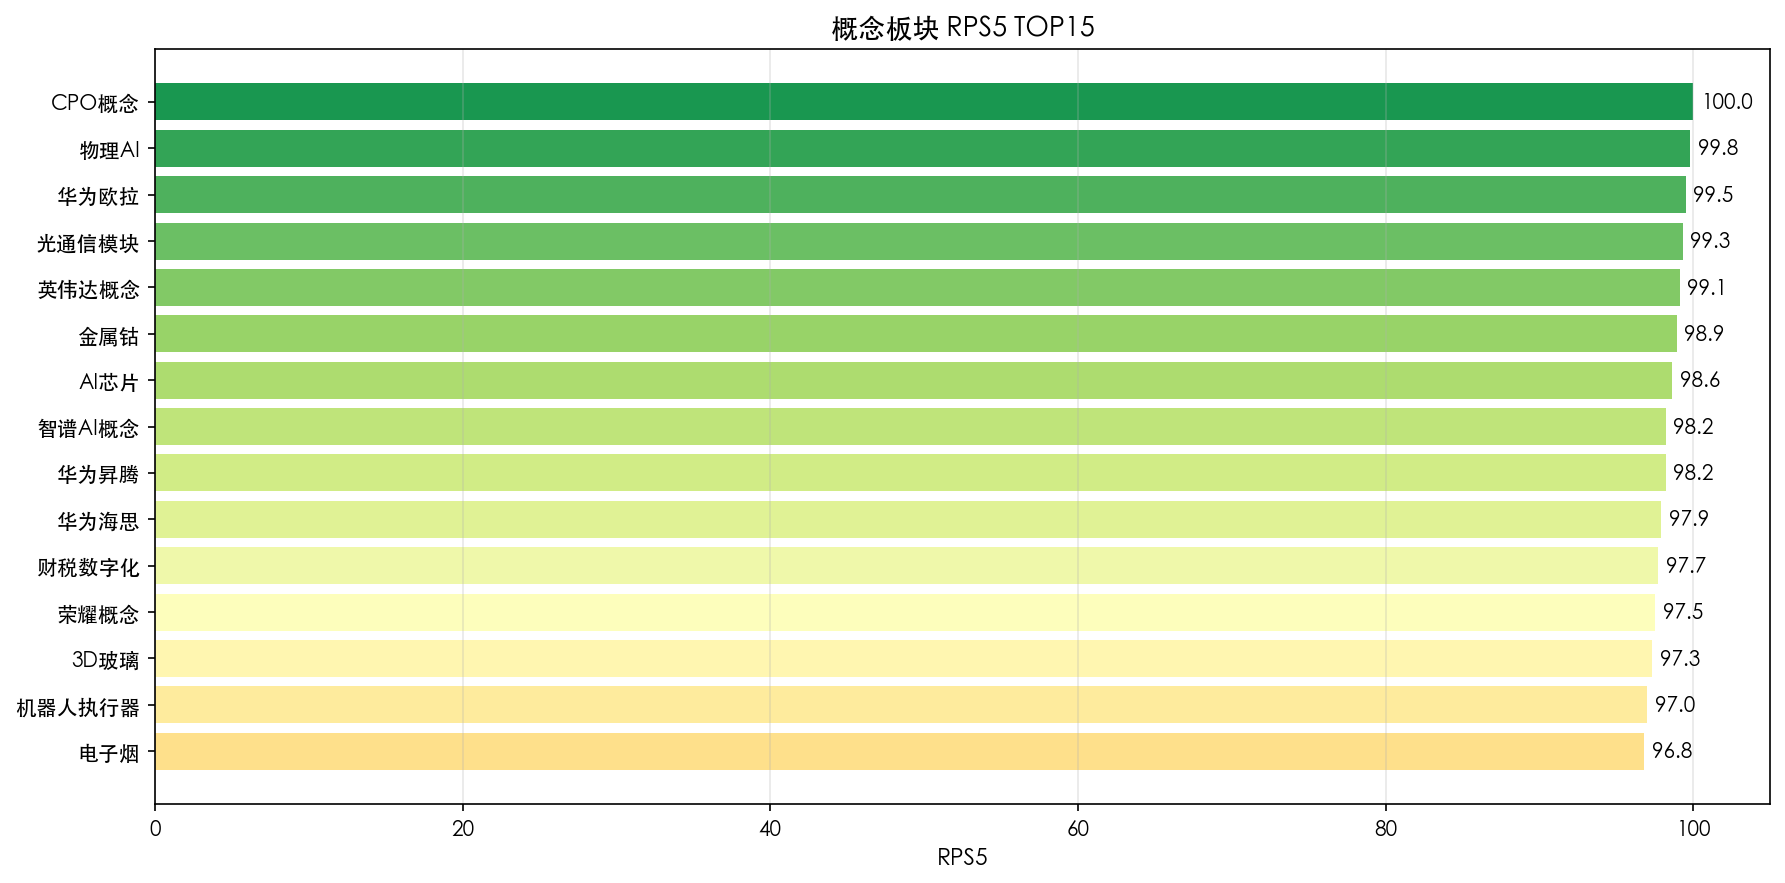 概念板块 RPS5 TOP15
CPO概念 100.0
物理AI 99.8
华为欧拉 99.5
光通信模块 99.3
英伟达概念 99.1
金属钴 98.9
AI芯片 98.6
智谱AI概念 98.2
华为昇腾 98.2
华为海思 97.9
财税数字化 97.7
荣耀概念 97.5
3D玻璃 97.3
机器人执行器 97.0
电子烟 96.8
0 20 40 60 80 100
RPS5